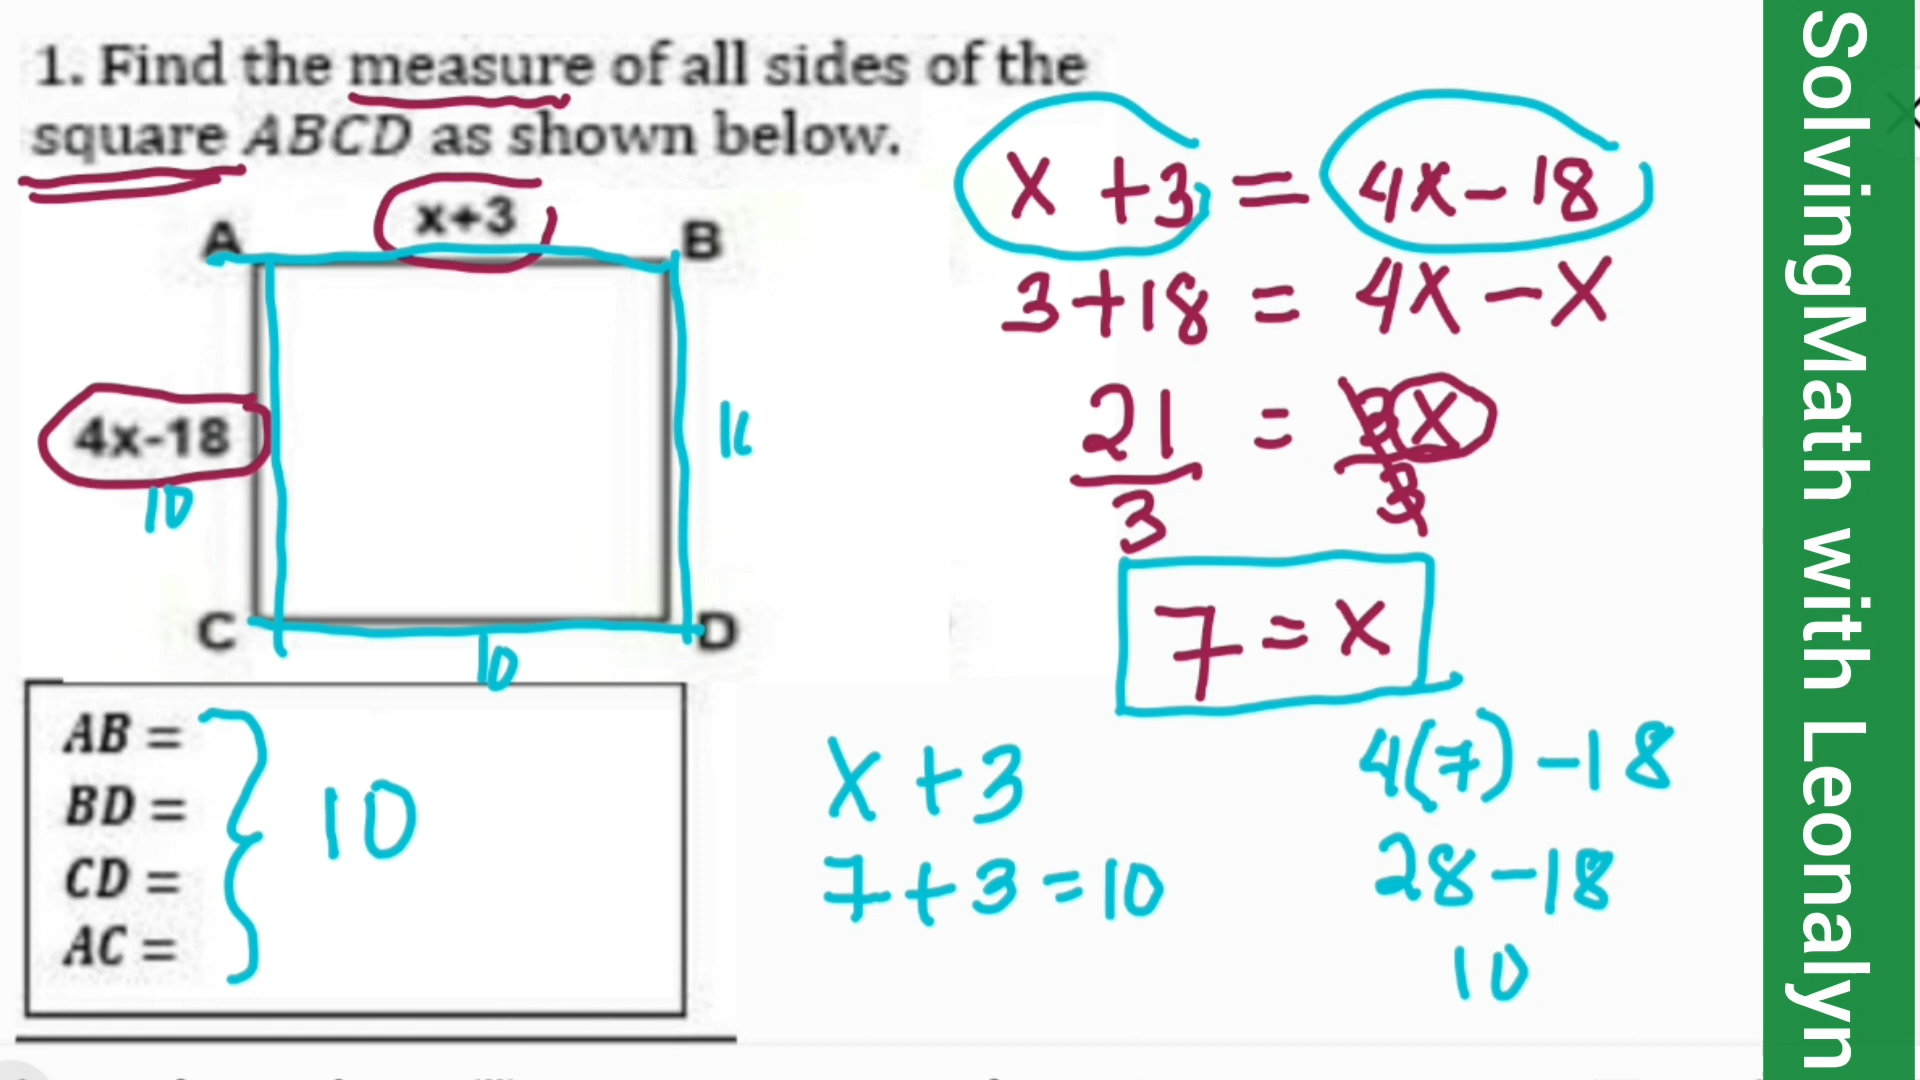 1. Find the measure of all sides of the
square ABCD as shown below.
A
x+3
B
4x-18
10
C
10
D
AB =
BD =
CD =
AC =
10
x + 3 = 4x - 18
3 + 18 = 4x - x
21 = 3x
3 3
7 = x
x + 3
7 + 3 = 10
4(7) - 18
28 - 18
10
SolvingMath with Leonalyn